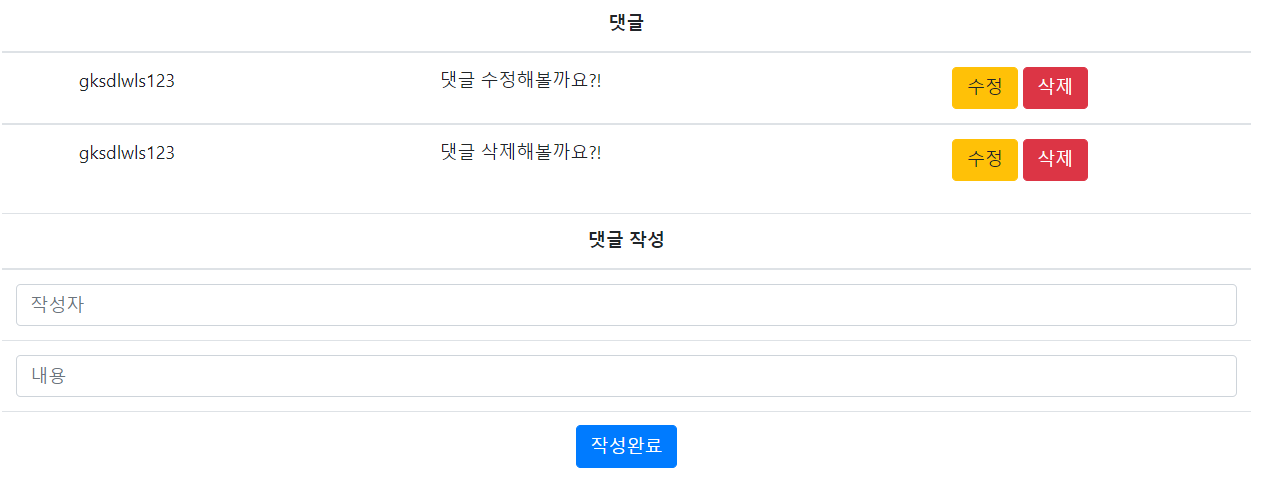 댓글
gksdlwls123 댓글 수정해볼까요?! 수정 삭제
gksdlwls123 댓글 삭제해볼까요?! 수정 삭제
댓글 작성
작성자
내용
작성완료